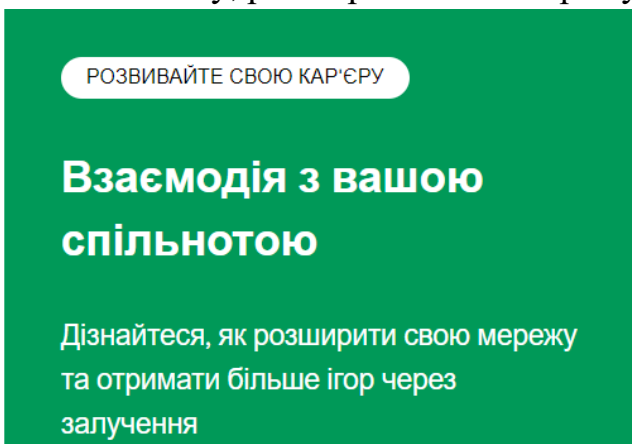 РОЗВИВАЙТЕ СВОЮ КАР'ЄРУ
Взаємодія з вашою
спільнотою
Дізнайтеся, як розширити свою мережу
та отримати більше ігор через
залучення